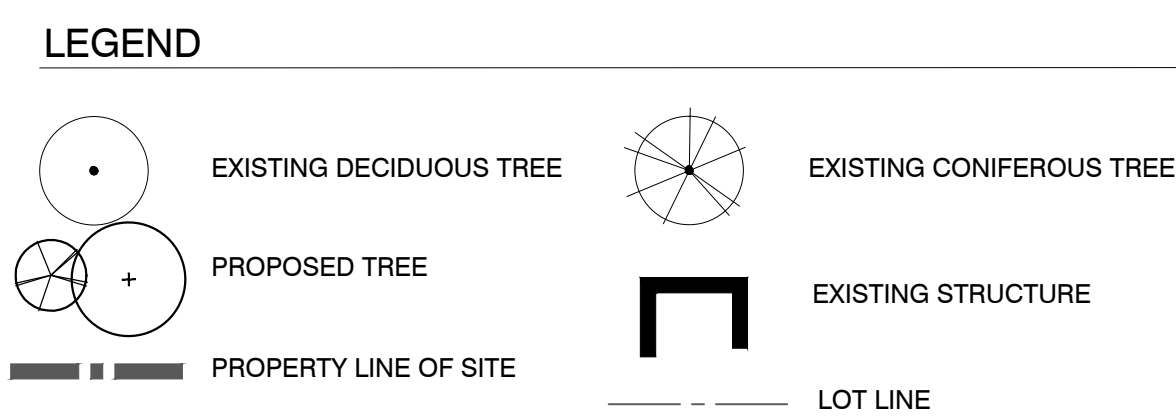 LEGEND
EXISTING DECIDUOUS TREE
EXISTING CONIFEROUS TREE
PROPOSED TREE
EXISTING STRUCTURE
PROPERTY LINE OF SITE
LOT LINE